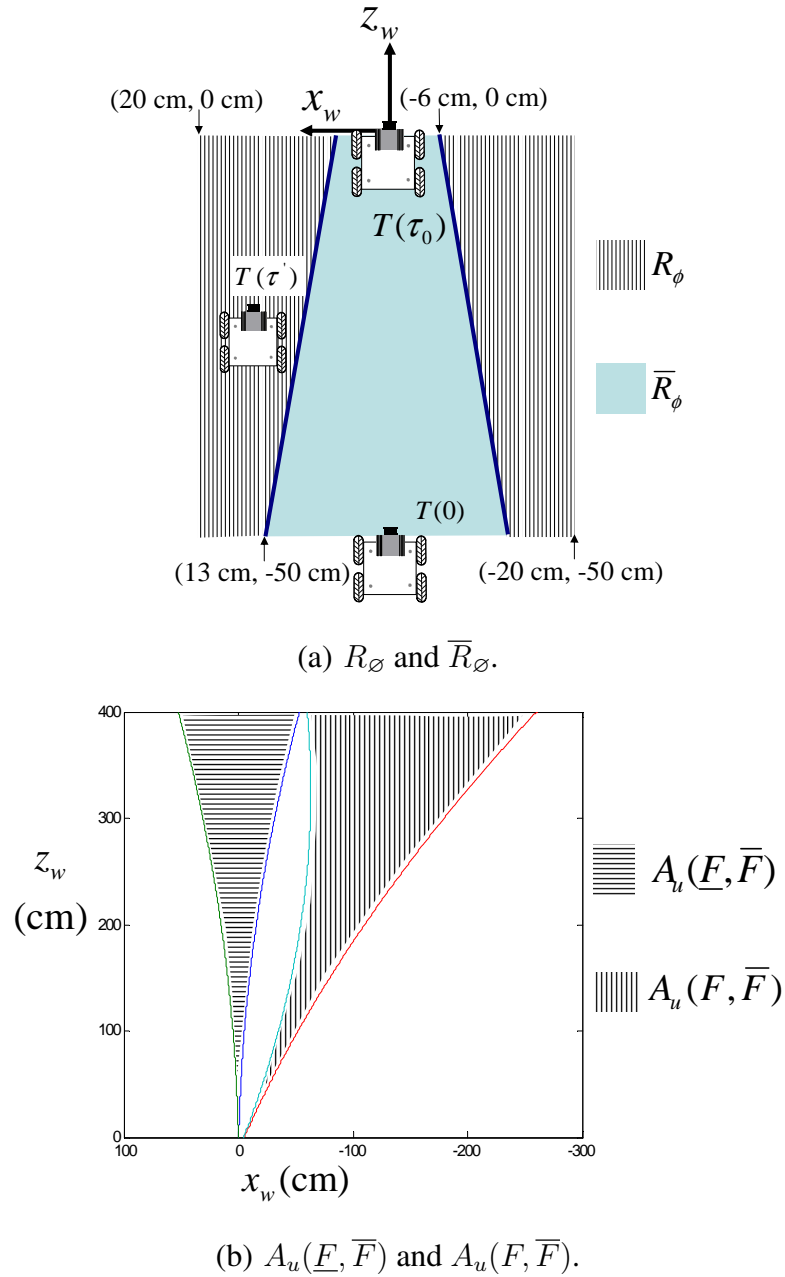 z_w
(20 cm, 0 cm)
x_w
(-6 cm, 0 cm)
T(τ_0)
T(τ')
R_ϕ
R̅_ϕ
T(0)
(13 cm, -50 cm)
(-20 cm, -50 cm)
(a) R_∅ and R̅_∅.
400
300
z_w
(cm)
200
100
0
100
0
-100
-200
-300
x_w (cm)
A_u(F̲, F̅)
A_u(F, F̅)
(b) A_u(F̲, F̅) and A_u(F, F̅).